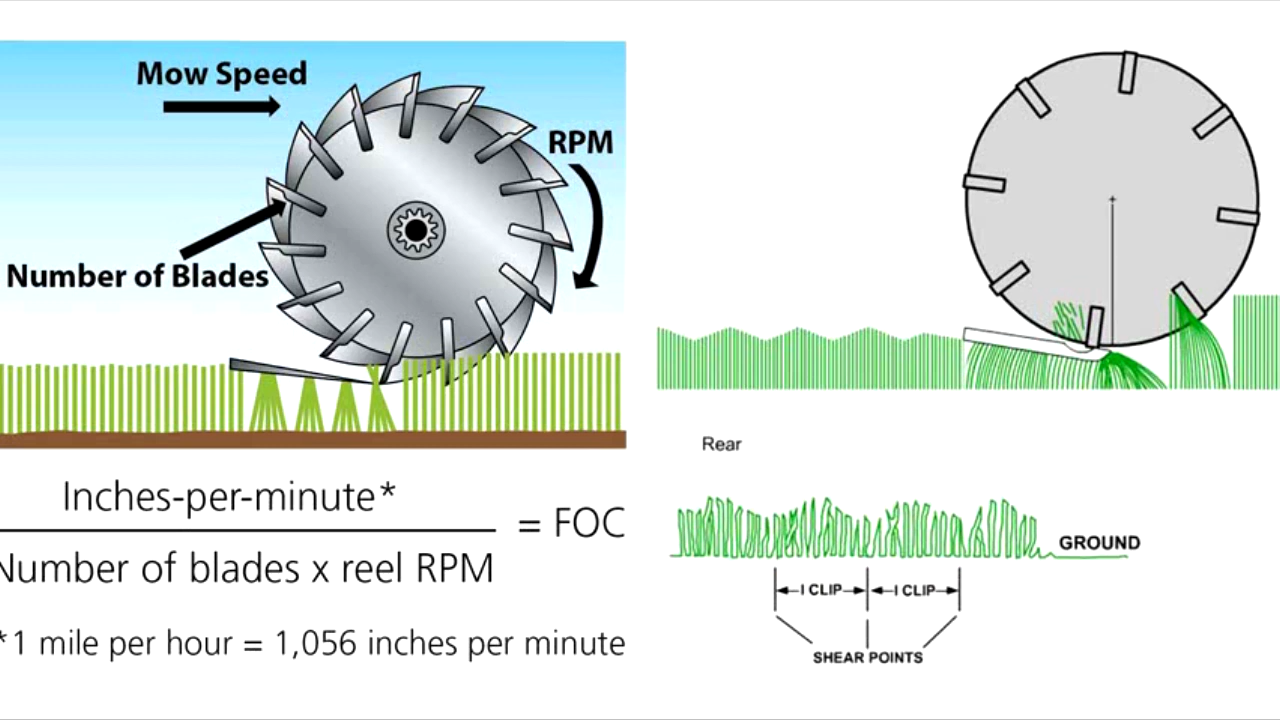 Mow Speed
RPM
Number of Blades
Inches-per-minute*
= FOC
Number of blades x reel RPM
*1 mile per hour = 1,056 inches per minute
Rear
GROUND
I CLIP
I CLIP
SHEAR POINTS